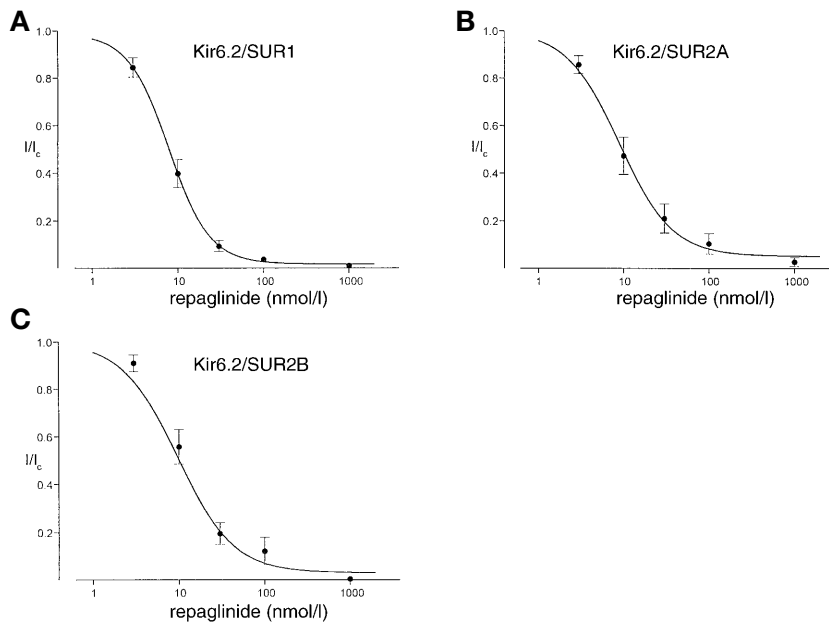 A
Kir6.2/SUR1
1.0
0.8
0.6
I/Ic
0.4
0.2
1 10 100 1000
repaglinide (nmol/l)
B
Kir6.2/SUR2A
1.0
0.8
0.6
I/Ic
0.4
0.2
1 10 100 1000
repaglinide (nmol/l)
C
Kir6.2/SUR2B
1.0
0.8
0.6
I/Ic
0.4
0.2
1 10 100 1000
repaglinide (nmol/l)